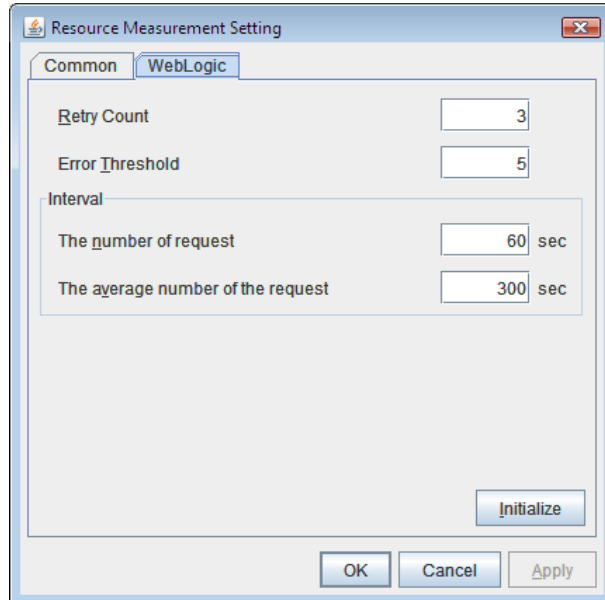 Resource Measurement Setting
Common WebLogic
Retry Count 3
Error Threshold 5
Interval
The number of request 60 sec
The average number of the request 300 sec
Initialize
OK Cancel Apply